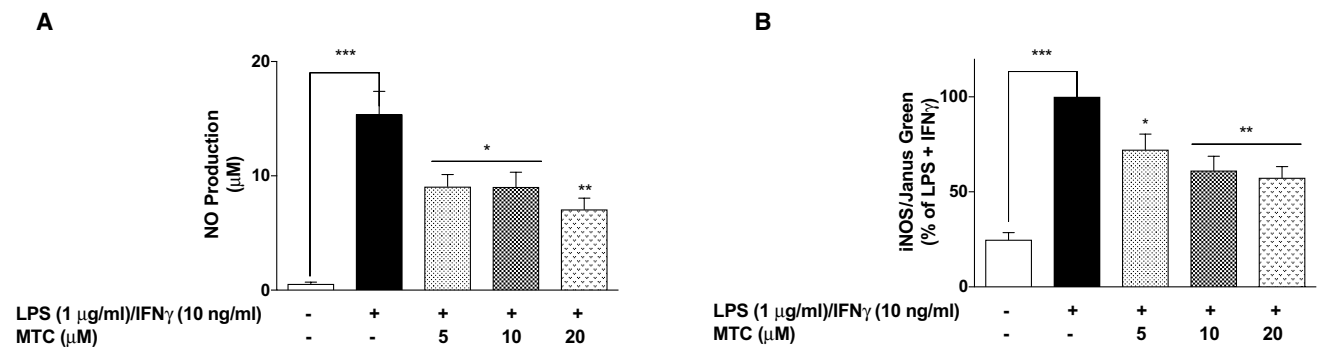 A
NO Production
(μM)
20
10
0
***
*
**
LPS (1 μg/ml)/IFNγ (10 ng/ml) - + + + +
MTC (μM) - - 5 10 20
B
iNOS/Janus Green
(% of LPS + IFNγ)
100
50
0
***
*
**
LPS (1 μg/ml)/IFNγ (10 ng/ml) - + + + +
MTC (μM) - - 5 10 20